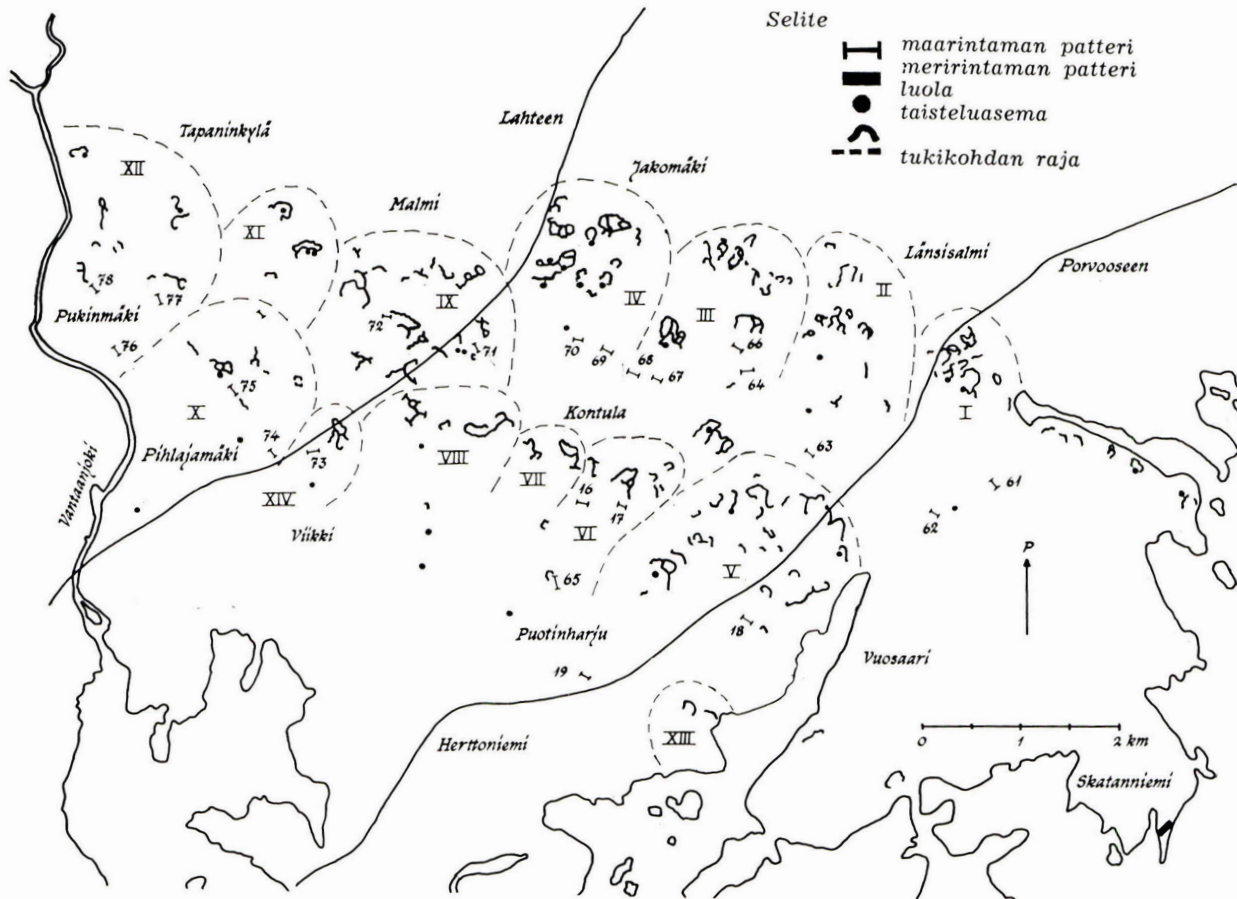 Selite
maarintaman patteri
meririntaman patteri
luola
taisteluasema
tukikohdan raja
Tapaninkylä
Lahteen
Jakomäki
XII
Malmi
XI
Länsisalmi
Porvooseen
78
77
IX
IV
II
Pukinmäki
72
III
76
71
70
69
68
66
67
64
75
X
Kontula
I
74
73
Pihlajamäki
VIII
VII
63
16
61
XIV
17
62
Vantaanjoki
Viikki
VI
P
65
V
Puotinharju
18
Vuosaari
19
Herttoniemi
XIII
0 1 2 km
Skatanniemi